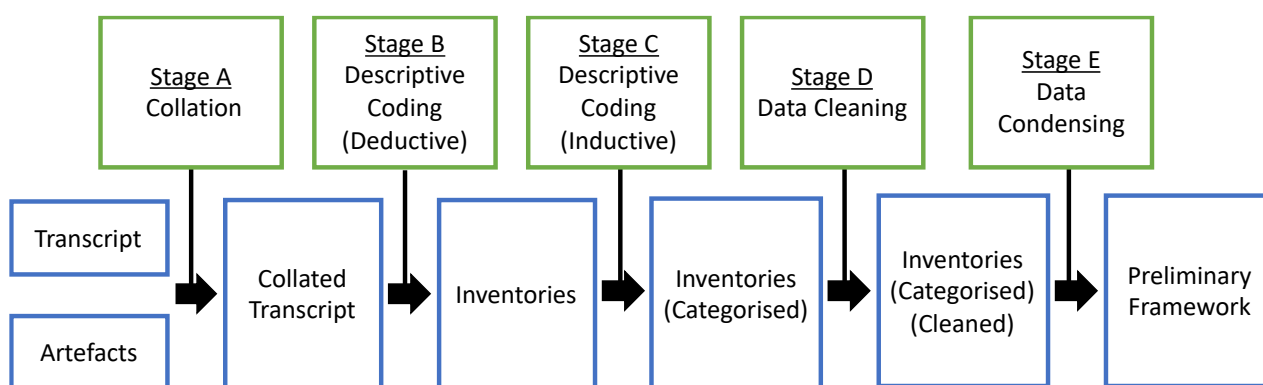 Stage A
Collation
Stage B
Descriptive
Coding
(Deductive)
Stage C
Descriptive
Coding
(Inductive)
Stage D
Data Cleaning
Stage E
Data
Condensing
Transcript
Artefacts
Collated
Transcript
Inventories
Inventories
(Categorised)
Inventories
(Categorised)
(Cleaned)
Preliminary
Framework